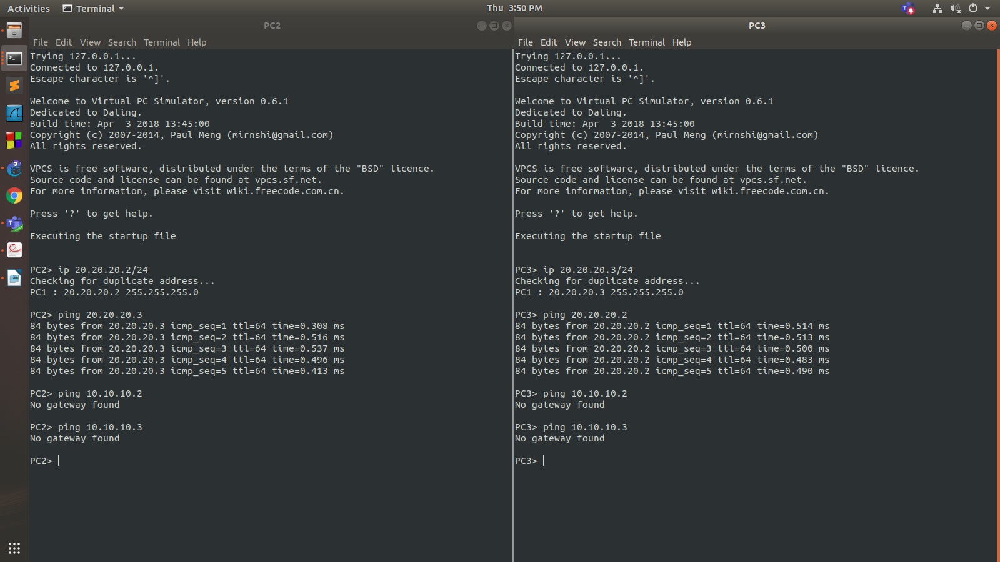 Activities Terminal Thu 3:50 PM
PC2
File Edit View Search Terminal Help
Trying 127.0.0.1...
Connected to 127.0.0.1.
Escape character is '^]'.
Welcome to Virtual PC Simulator, version 0.6.1
Dedicated to Daling.
Build time: Apr  3 2018 13:45:00
Copyright (c) 2007-2014, Paul Meng (mirnshi@gmail.com)
All rights reserved.
VPCS is free software, distributed under the terms of the "BSD" licence.
Source code and license can be found at vpcs.sf.net.
For more information, please visit wiki.freecode.com.cn.
Press '?' to get help.
Executing the startup file
PC2> ip 20.20.20.2/24
Checking for duplicate address...
PC1 : 20.20.20.2 255.255.255.0
PC2> ping 20.20.20.3
84 bytes from 20.20.20.3 icmp_seq=1 ttl=64 time=0.308 ms
84 bytes from 20.20.20.3 icmp_seq=2 ttl=64 time=0.516 ms
84 bytes from 20.20.20.3 icmp_seq=3 ttl=64 time=0.537 ms
84 bytes from 20.20.20.3 icmp_seq=4 ttl=64 time=0.496 ms
84 bytes from 20.20.20.3 icmp_seq=5 ttl=64 time=0.413 ms
PC2> ping 10.10.10.2
No gateway found
PC2> ping 10.10.10.3
No gateway found
PC2>
PC3
File Edit View Search Terminal Help
Trying 127.0.0.1...
Connected to 127.0.0.1.
Escape character is '^]'.
Welcome to Virtual PC Simulator, version 0.6.1
Dedicated to Daling.
Build time: Apr  3 2018 13:45:00
Copyright (c) 2007-2014, Paul Meng (mirnshi@gmail.com)
All rights reserved.
VPCS is free software, distributed under the terms of the "BSD" licence.
Source code and license can be found at vpcs.sf.net.
For more information, please visit wiki.freecode.com.cn.
Press '?' to get help.
Executing the startup file
PC3> ip 20.20.20.3/24
Checking for duplicate address...
PC1 : 20.20.20.3 255.255.255.0
PC3> ping 20.20.20.2
84 bytes from 20.20.20.2 icmp_seq=1 ttl=64 time=0.514 ms
84 bytes from 20.20.20.2 icmp_seq=2 ttl=64 time=0.513 ms
84 bytes from 20.20.20.2 icmp_seq=3 ttl=64 time=0.500 ms
84 bytes from 20.20.20.2 icmp_seq=4 ttl=64 time=0.483 ms
84 bytes from 20.20.20.2 icmp_seq=5 ttl=64 time=0.490 ms
PC3> ping 10.10.10.2
No gateway found
PC3> ping 10.10.10.3
No gateway found
PC3>